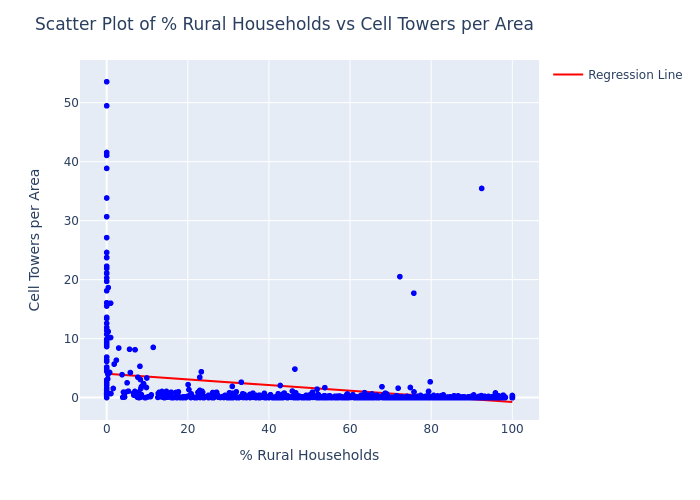 Scatter Plot of % Rural Households vs Cell Towers per Area
Regression Line
Cell Towers per Area
50
40
30
20
10
0
0 20 40 60 80 100
% Rural Households